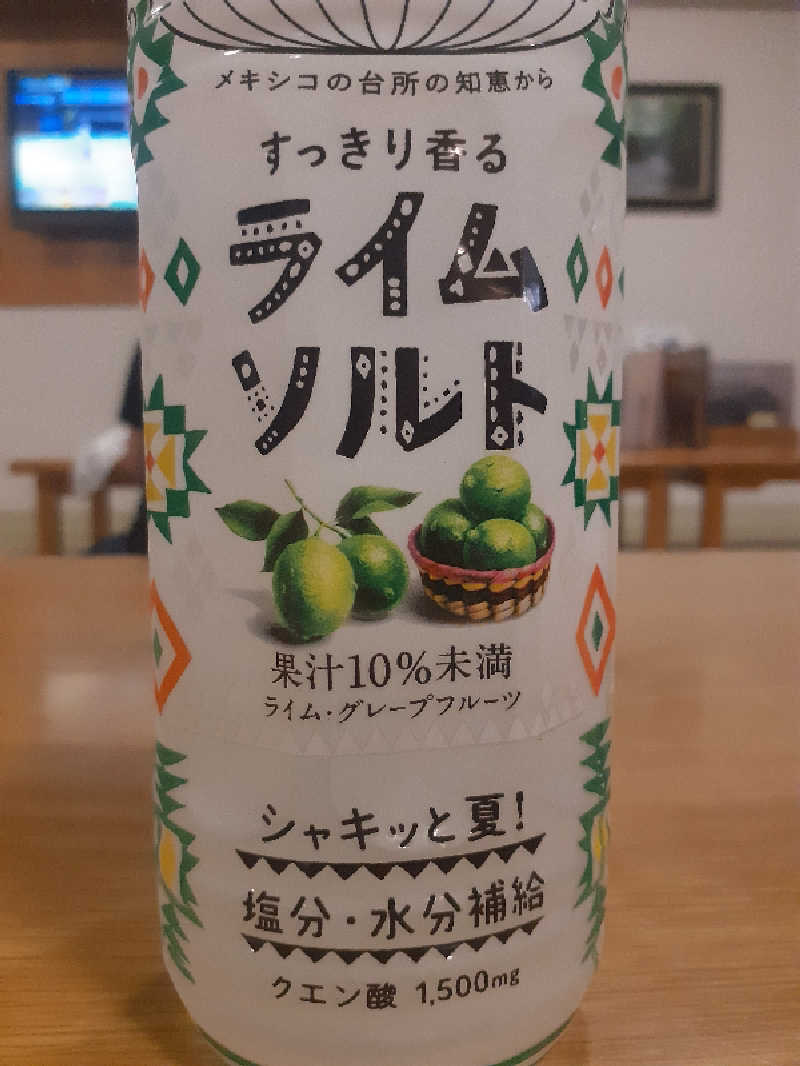 メキシコの台所の知恵から
すっきり香る
ライム
ソルト
果汁10%未満
ライム・グレープフルーツ
シャキッと夏!
塩分・水分補給
クエン酸 1,500mg